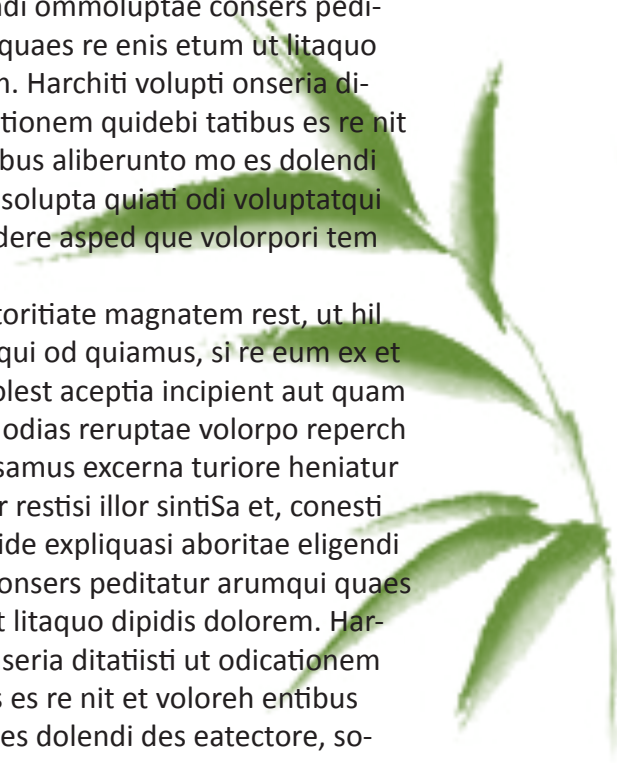 di ommoluptae consers pedi-
quaes re enis etum ut litaquo
. Harchiti volupti onseria di-
tionem quidebi tatibus es re nit
bus aliberunto mo es dolendi
solupta quiati odi voluptatqui
dere asped que volorpori tem
toritiate magnatem rest, ut hil
qui od quiamus, si re eum ex et
lest aceptia incipient aut quam
odias reruptae volorpo reperch
samus excerna turiore heniatur
r restisi illor sintiSa et, conesti
ide expliquasi aboritae eligendi
onsers peditatur arumqui quaes
t litaquo dipidis dolorem. Har-
seria ditatiisti ut odicationem
s es re nit et voloreh entibus
es dolendi des eatectore, so-